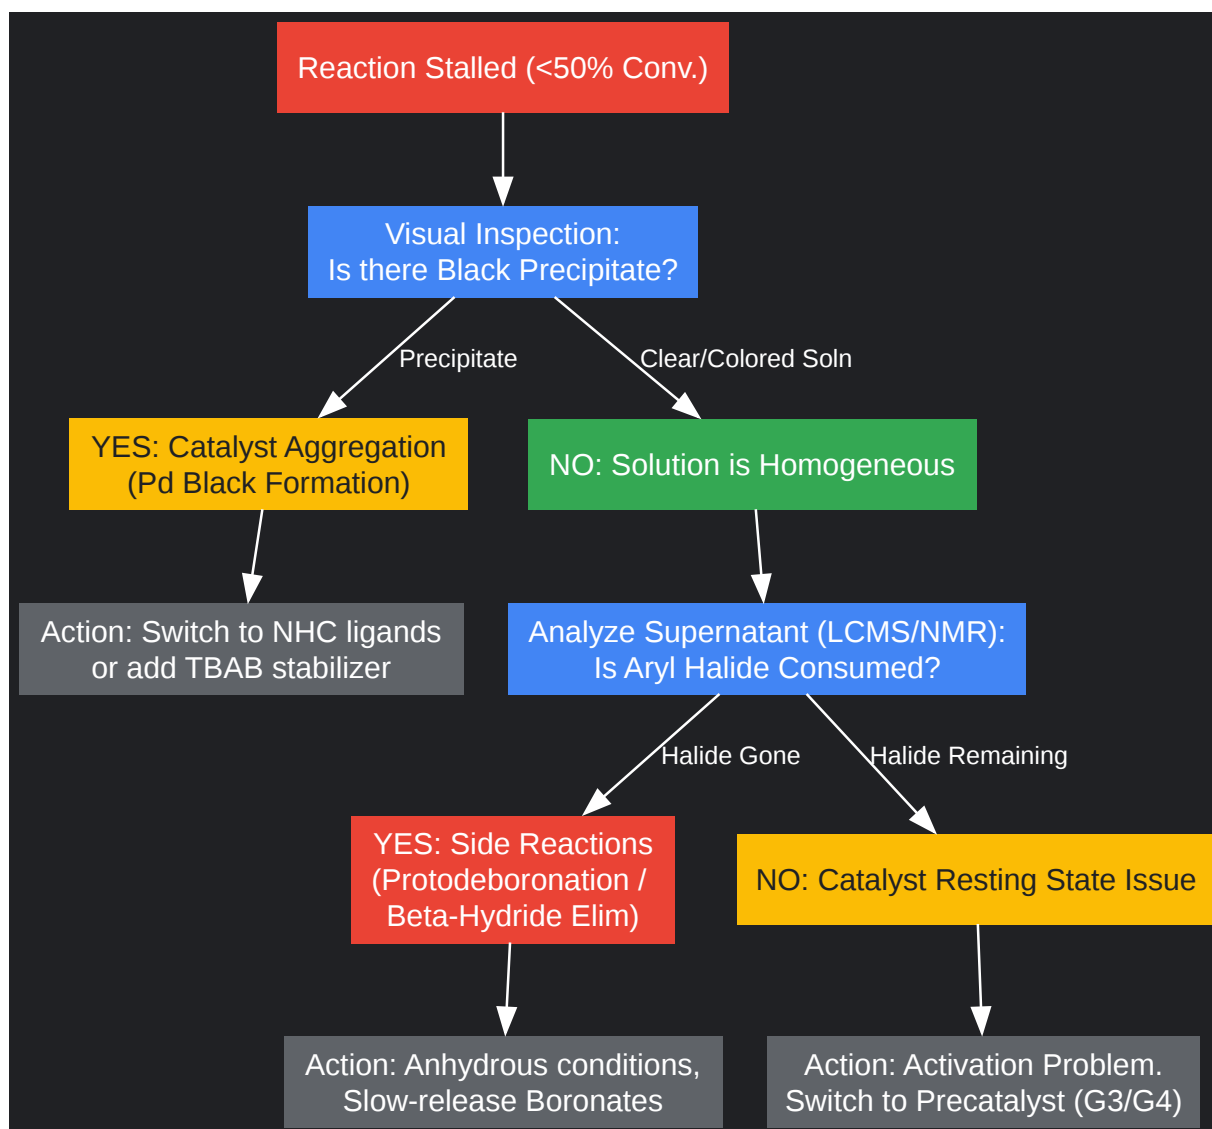 Reaction Stalled (<50% Conv.)
Visual Inspection:
Is there Black Precipitate?
Precipitate
Clear/Colored Soln
YES: Catalyst Aggregation
(Pd Black Formation)
NO: Solution is Homogeneous
Action: Switch to NHC ligands
or add TBAB stabilizer
Analyze Supernatant (LCMS/NMR):
Is Aryl Halide Consumed?
Halide Gone
Halide Remaining
YES: Side Reactions
(Protodeboronation /
Beta-Hydride Elim)
NO: Catalyst Resting State Issue
Action: Anhydrous conditions,
Slow-release Boronates
Action: Activation Problem.
Switch to Precatalyst (G3/G4)